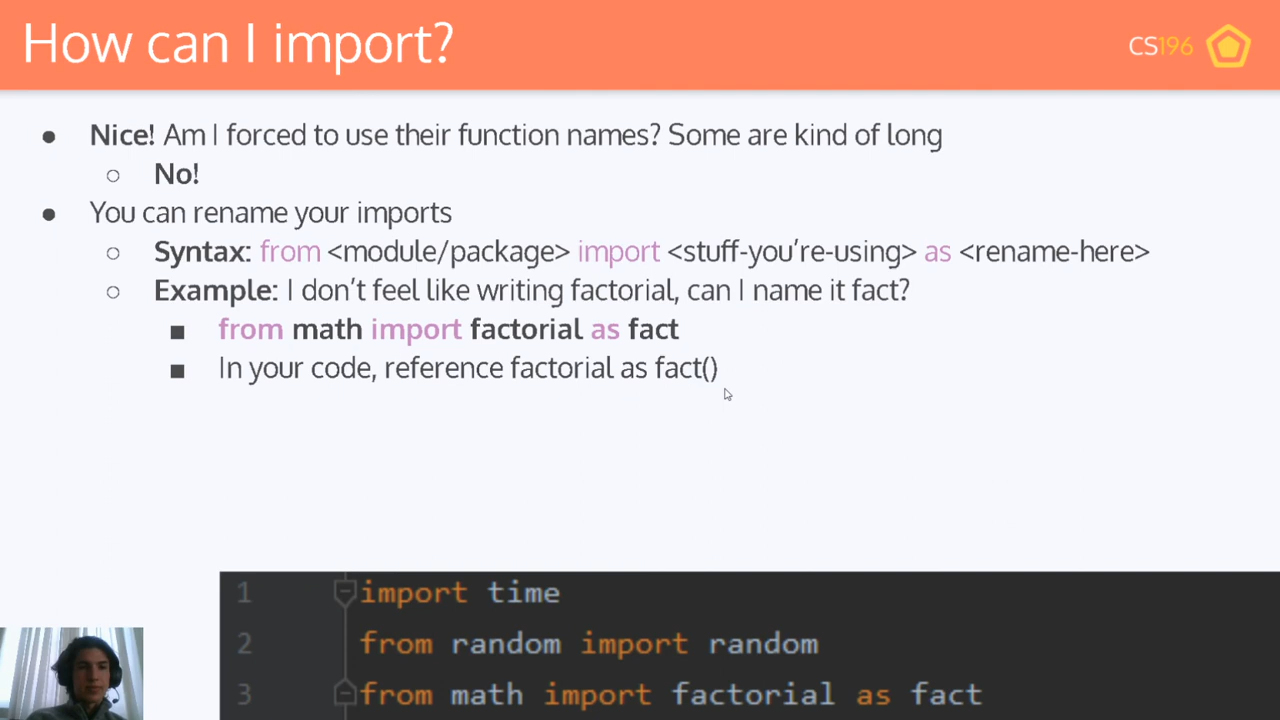 How can I import?
CS196
Nice! Am I forced to use their function names? Some are kind of long
No!
You can rename your imports
Syntax: from <module/package> import <stuff-you’re-using> as <rename-here>
Example: I don’t feel like writing factorial, can I name it fact?
from math import factorial as fact
In your code, reference factorial as fact()
1 import time
2 from random import random
3 from math import factorial as fact